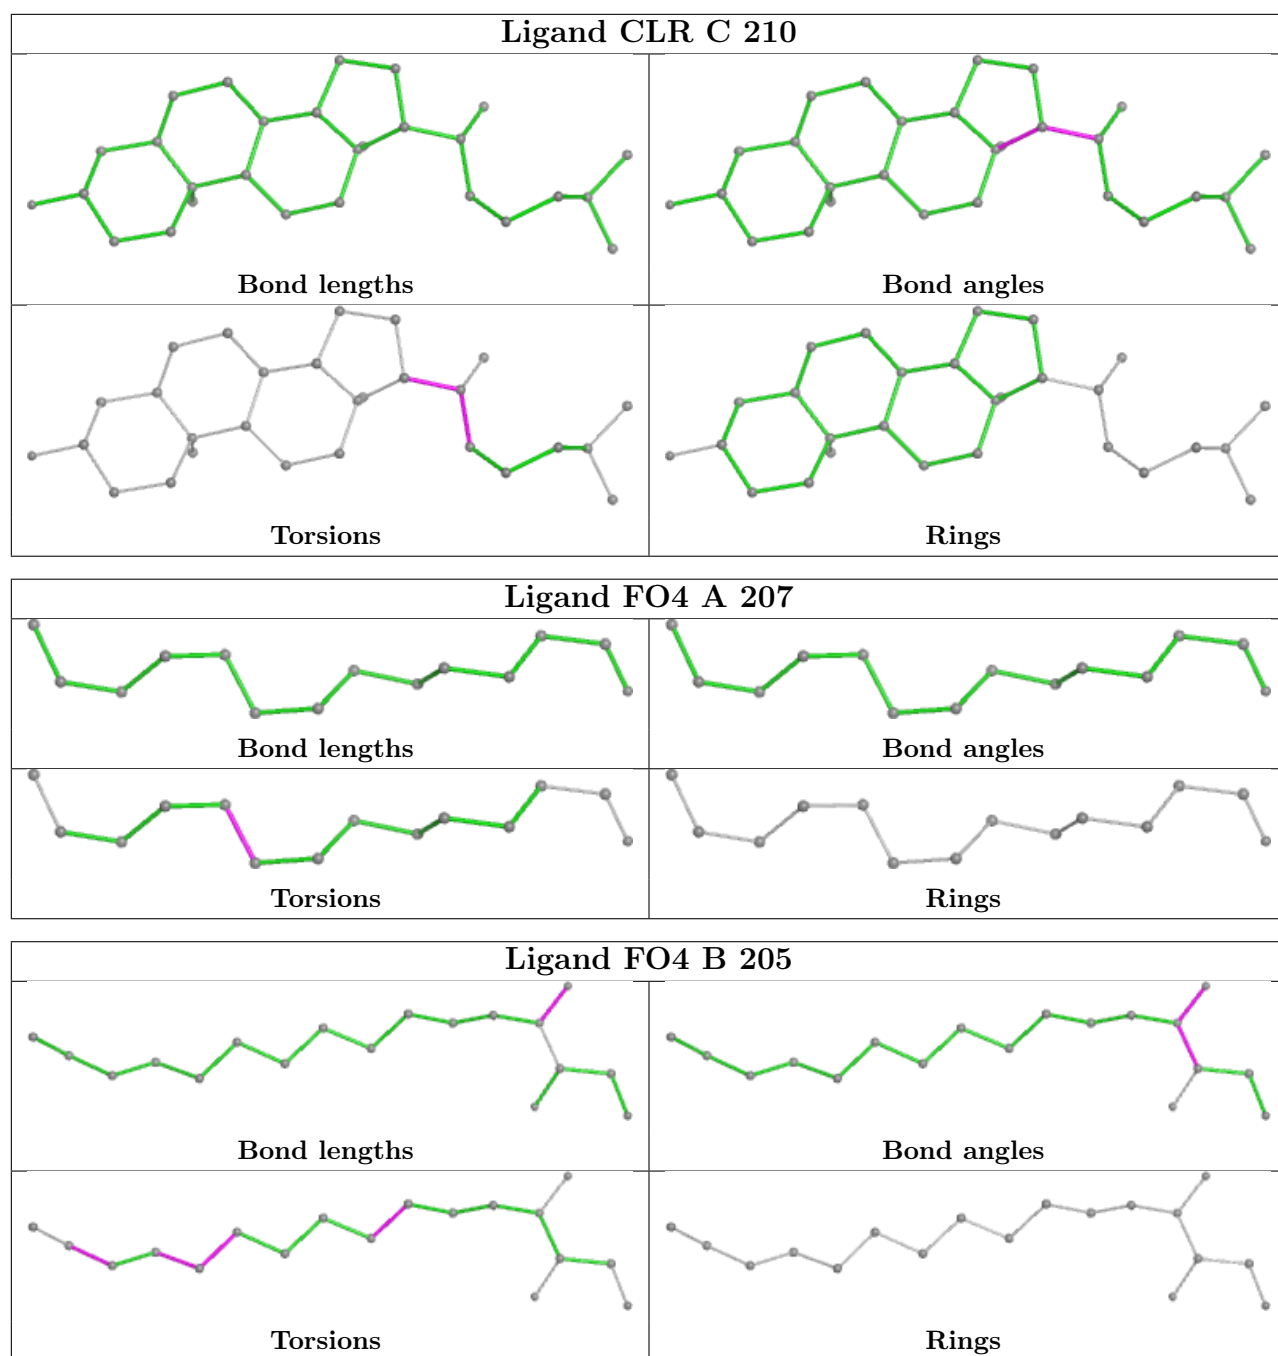 Ligand CLR C 210
Bond lengths
Bond angles
Torsions
Rings
Ligand FO4 A 207
Bond lengths
Bond angles
Torsions
Rings
Ligand FO4 B 205
Bond lengths
Bond angles
Torsions
Rings